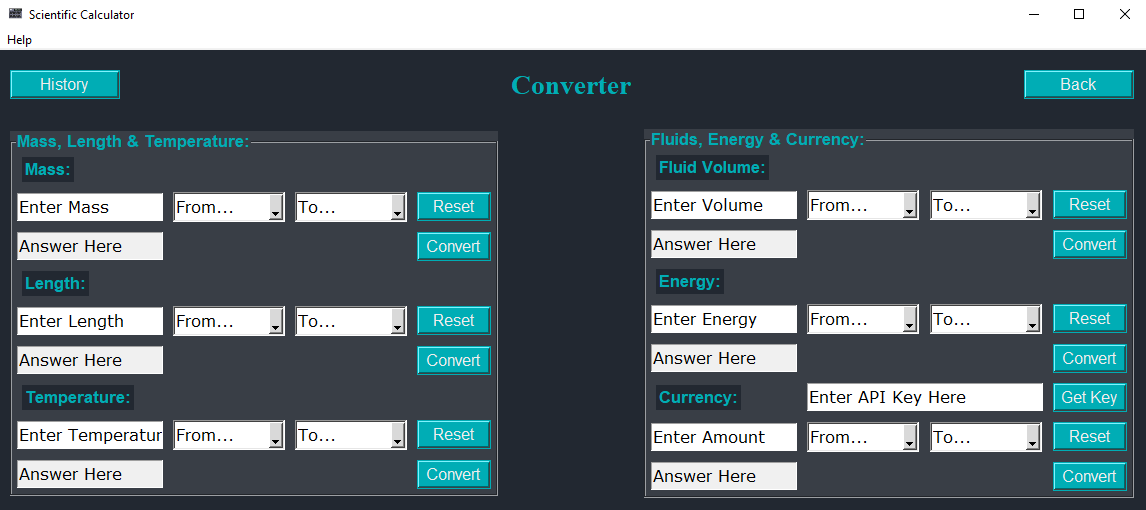 Scientific Calculator
Help
History
Converter
Back
Mass, Length & Temperature:
Mass:
Enter Mass From... To... Reset
Answer Here Convert
Length:
Enter Length From... To... Reset
Answer Here Convert
Temperature:
Enter Temperatur From... To... Reset
Answer Here Convert
Fluids, Energy & Currency:
Fluid Volume:
Enter Volume From... To... Reset
Answer Here Convert
Energy:
Enter Energy From... To... Reset
Answer Here Convert
Currency: Enter API Key Here Get Key
Enter Amount From... To... Reset
Answer Here Convert